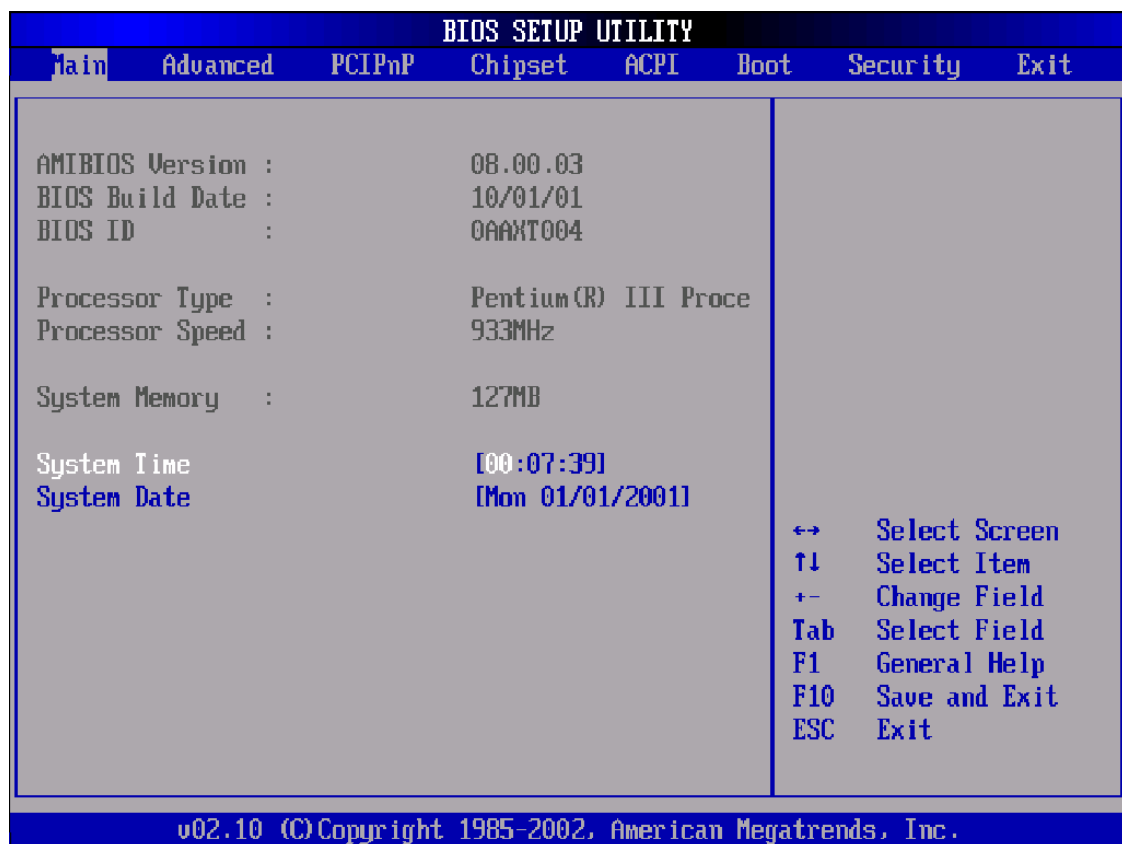 BIOS SETUP UTILITY
Main Advanced PCIPnP Chipset ACPI Boot Security Exit
AMIBIOS Version : 08.00.03
BIOS Build Date : 10/01/01
BIOS ID : 0AAXT004
Processor Type : Pentium(R) III Proce
Processor Speed : 933MHz
System Memory : 127MB
System Time [00:07:39]
System Date [Mon 01/01/2001]
←→ Select Screen
↑↓ Select Item
+- Change Field
Tab Select Field
F1 General Help
F10 Save and Exit
ESC Exit
v02.10 (C)Copyright 1985-2002, American Megatrends, Inc.